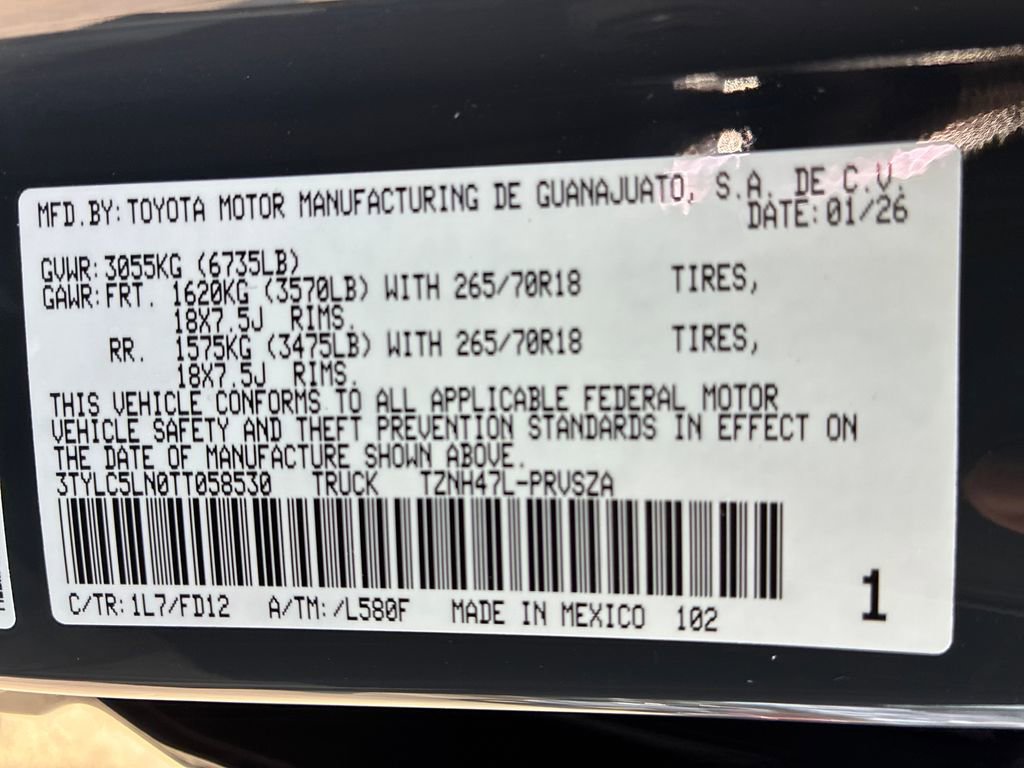 MFD.BY:TOYOTA MOTOR MANUFACTURING DE GUANAJUATO, S.A. DE C.V.
DATE:01/26
GVWR:3055KG (6735LB)
GAWR:FRT. 1620KG (3570LB) WITH 265/70R18 TIRES,
18X7.5J RIMS.
RR. 1575KG (3475LB) WITH 265/70R18 TIRES,
18X7.5J RIMS.
THIS VEHICLE CONFORMS TO ALL APPLICABLE FEDERAL MOTOR
VEHICLE SAFETY AND THEFT PREVENTION STANDARDS IN EFFECT ON
THE DATE OF MANUFACTURE SHOWN ABOVE.
3TYLC5LN0TT058530 TRUCK TZNH47L-PRVSZA
C/TR:1L7/FD12 A/TM:/L580F MADE IN MEXICO 102
1